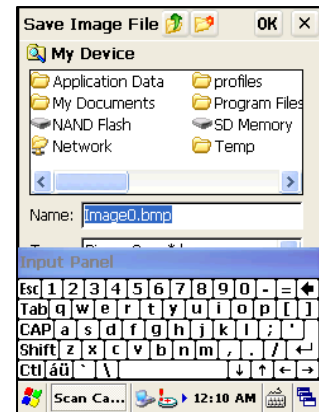 Save Image File OK ×
My Device
Application Data profiles
My Documents Program Files
NAND Flash SD Memory
Network Temp
Name: Image0.bmp
Input Panel
Esc 1 2 3 4 5 6 7 8 9 0 - =
Tab q w e r t y u i o p [ ]
CAP a s d f g h j k l ; '
Shift z x c v b n m , . /
Ctl áü ` \
Scan Ca... 12:10 AM